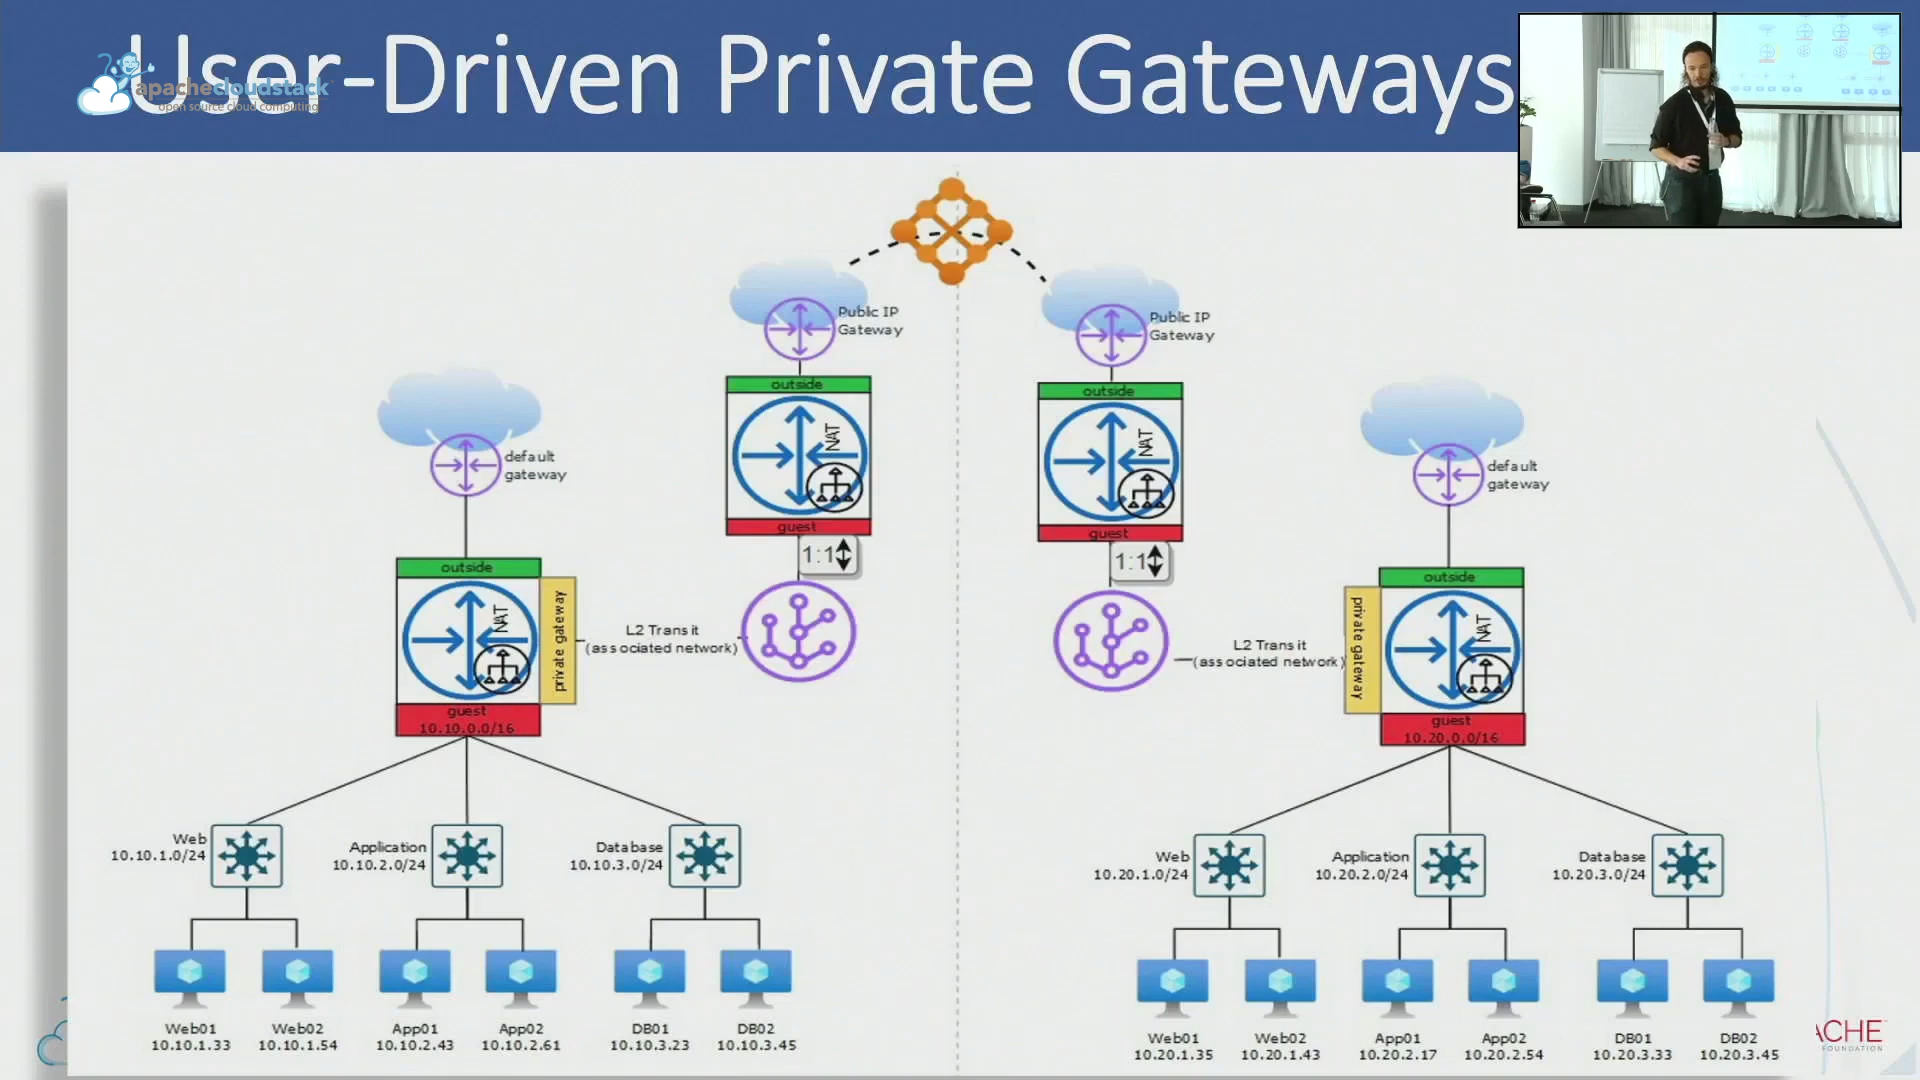 User-Driven Private Gateways
apachecloudstack
open source cloud computing
Public IP
Gateway
Public IP
Gateway
outside
NAT
guest
1:1
outside
NAT
guest
1:1
default
gateway
default
gateway
outside
NAT
private gateway
guest
10.10.0.0/16
L2 Transit
(associated network)
L2 Transit
(associated network)
outside
NAT
private gateway
guest
10.20.0.0/16
Web
10.10.1.0/24
Application
10.10.2.0/24
Database
10.10.3.0/24
Web
10.20.1.0/24
Application
10.20.2.0/24
Database
10.20.3.0/24
Web01
10.10.1.33
Web02
10.10.1.54
App01
10.10.2.43
App02
10.10.2.61
DB01
10.10.3.23
DB02
10.10.3.45
Web01
10.20.1.35
Web02
10.20.1.43
App01
10.20.2.17
App02
10.20.2.54
DB01
10.20.3.33
DB02
10.20.3.45
ACHE
FOUNDATION